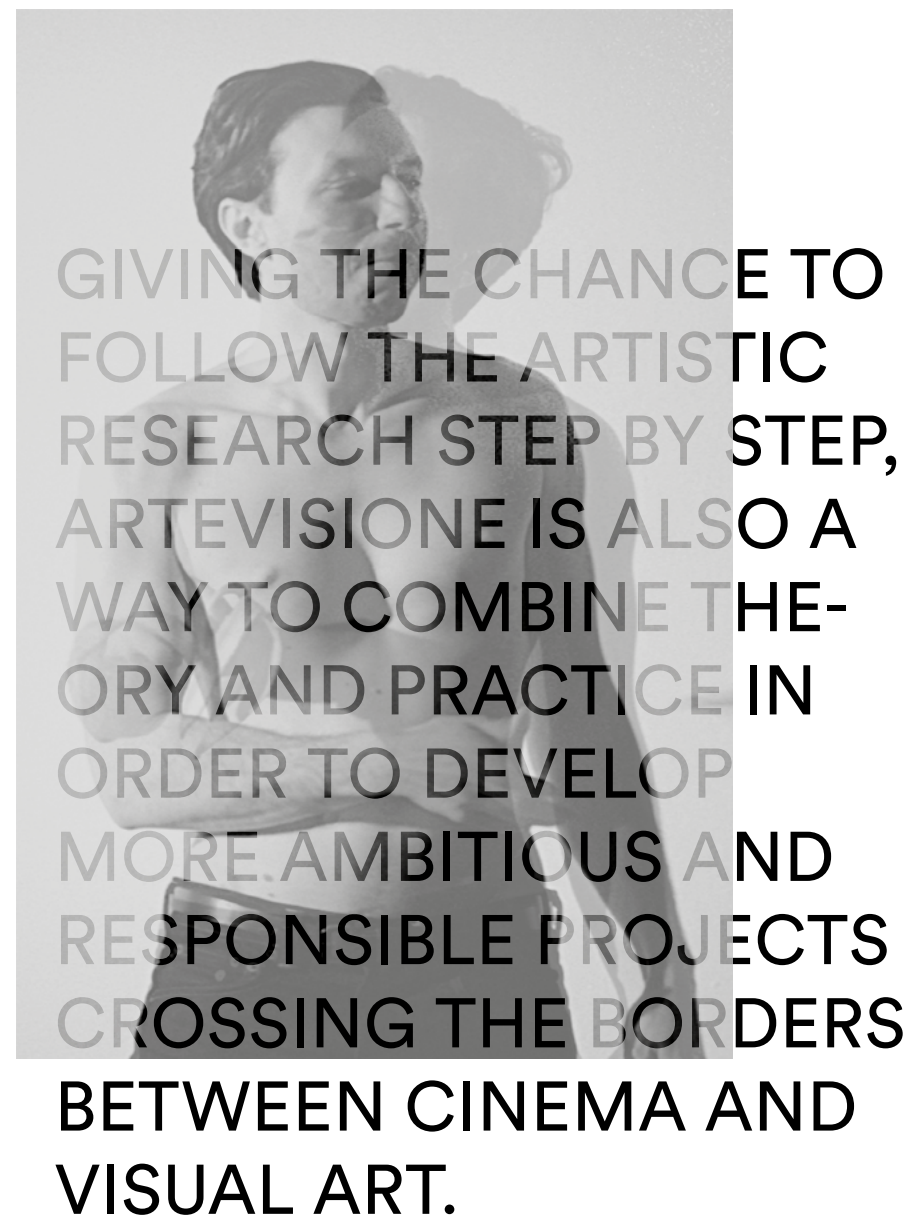 GIVING THE CHANCE TO
FOLLOW THE ARTISTIC
RESEARCH STEP BY STEP,
ARTEVISIONE IS ALSO A
WAY TO COMBINE THE-
ORY AND PRACTICE IN
ORDER TO DEVELOP
MORE AMBITIOUS AND
RESPONSIBLE PROJECTS
CROSSING THE BORDERS
BETWEEN CINEMA AND
VISUAL ART.